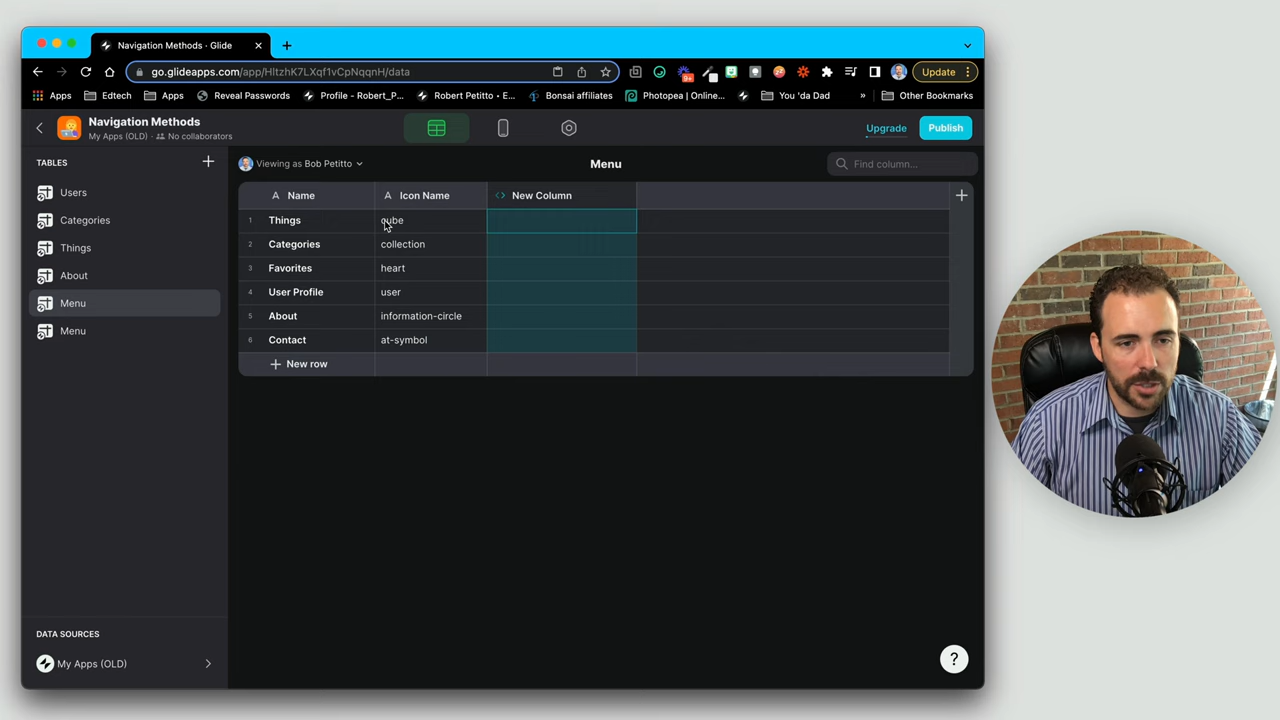 Navigation Methods · Glide
go.glideapps.com/app/HItzhK7LXqf1vCpNqqnH/data
9+
Update
Apps
Edtech
Apps
Reveal Passwords
Profile - Robert_P...
Robert Petitto • E...
Bonsai affiliates
Photopea | Online...
You 'da Dad
»
Other Bookmarks
Navigation Methods
My Apps (OLD) · No collaborators
Upgrade
Publish
TABLES
Users
Categories
Things
About
Menu
Menu
DATA SOURCES
My Apps (OLD)
Viewing as Bob Petitto
Menu
Find column...
Name
Icon Name
New Column
1 Things cube
2 Categories collection
3 Favorites heart
4 User Profile user
5 About information-circle
6 Contact at-symbol
New row
?